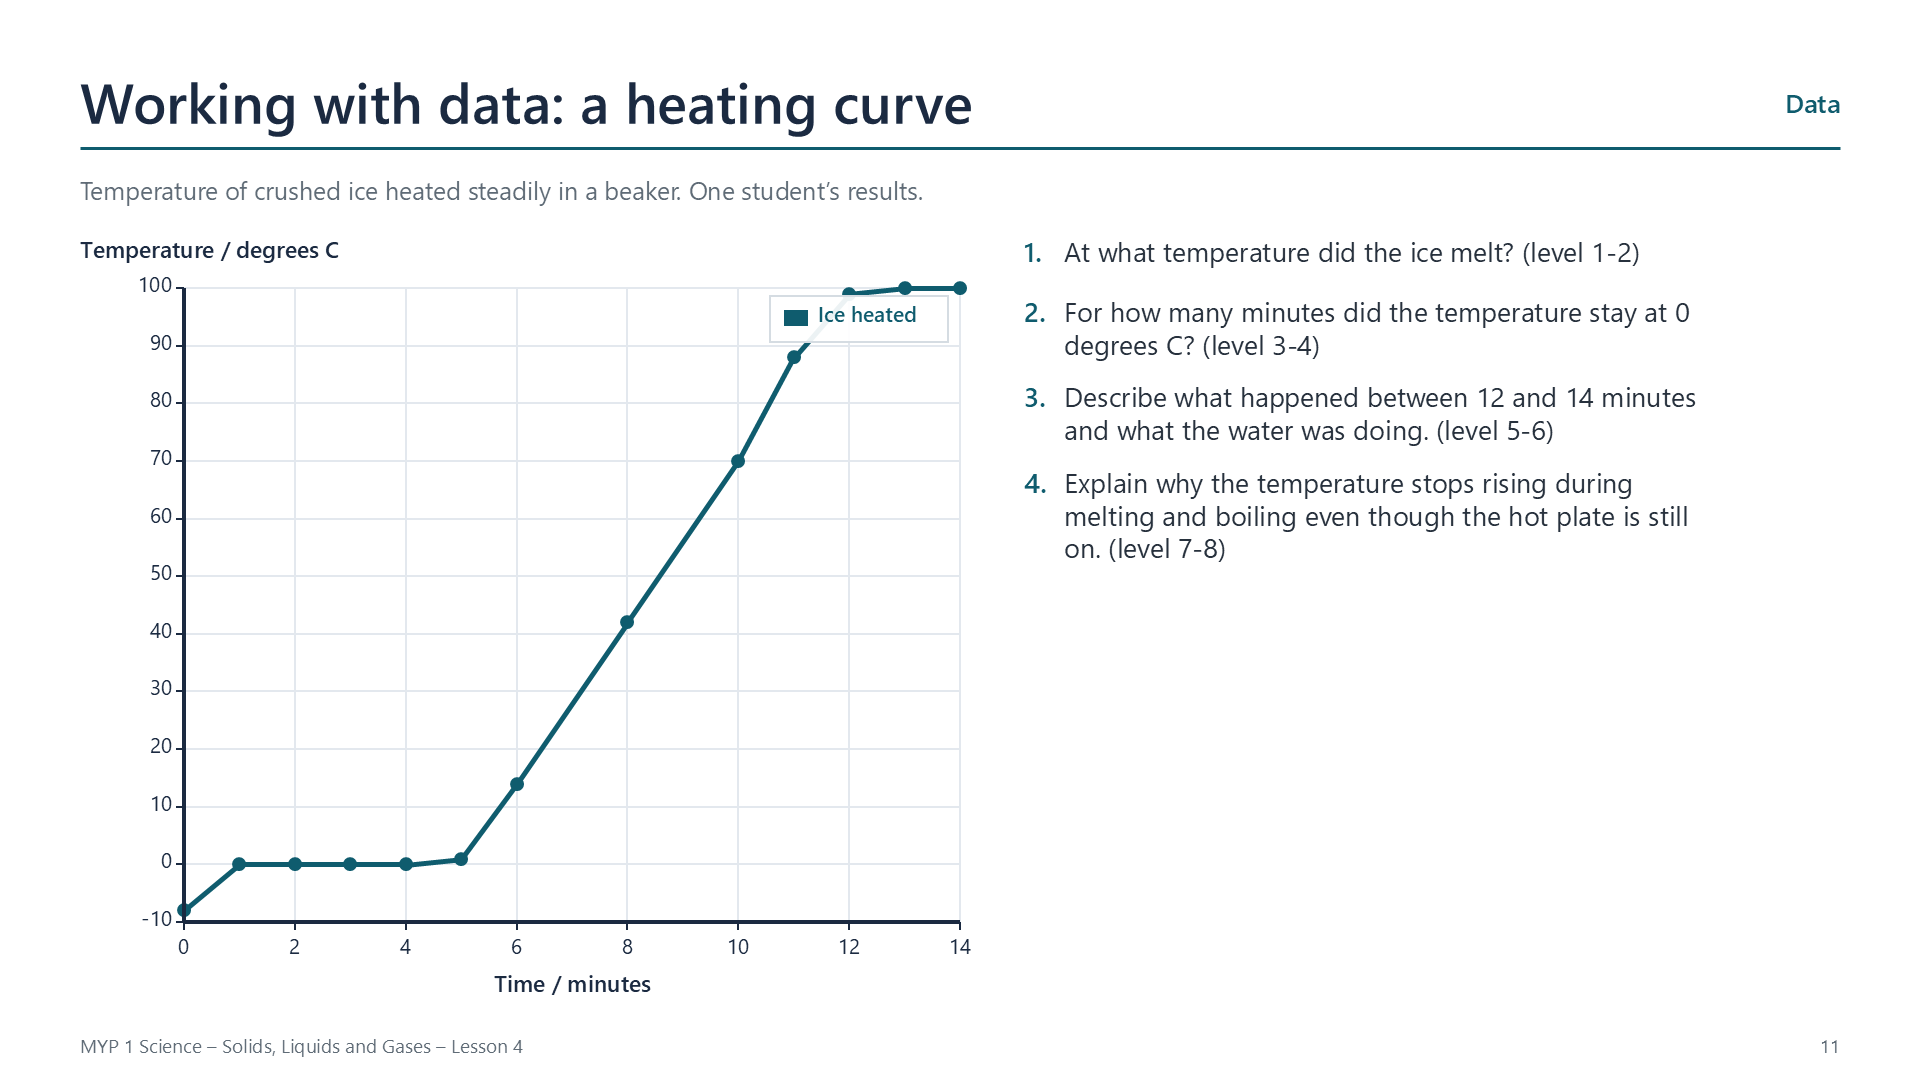 Working with data: a heating curve
Data
Temperature of crushed ice heated steadily in a beaker. One student’s results.
Temperature / degrees C
100
90
80
70
60
50
40
30
20
10
0
-10
0 2 4 6 8 10 12 14
Time / minutes
Ice heated
1. At what temperature did the ice melt? (level 1-2)
2. For how many minutes did the temperature stay at 0
degrees C? (level 3-4)
3. Describe what happened between 12 and 14 minutes
and what the water was doing. (level 5-6)
4. Explain why the temperature stops rising during
melting and boiling even though the hot plate is still
on. (level 7-8)
MYP 1 Science – Solids, Liquids and Gases – Lesson 4
11